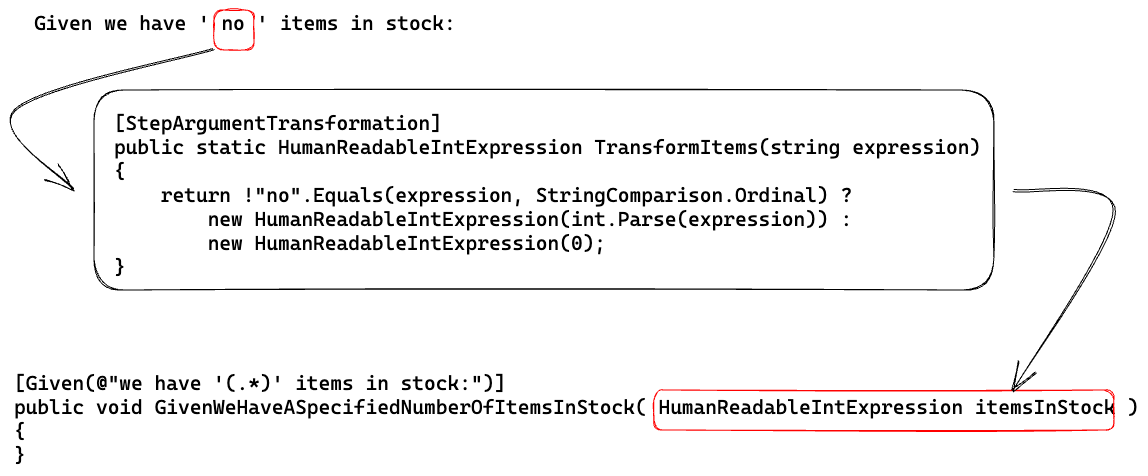 Given we have ' no ' items in stock:
[StepArgumentTransformation]
public static HumanReadableIntExpression TransformItems(string expression)
{
    return !"no".Equals(expression, StringComparison.Ordinal) ?
        new HumanReadableIntExpression(int.Parse(expression)) :
        new HumanReadableIntExpression(0);
}
[Given(@"we have '(.*)' items in stock:")]
public void GivenWeHaveASpecifiedNumberOfItemsInStock( HumanReadableIntExpression itemsInStock )
{
}